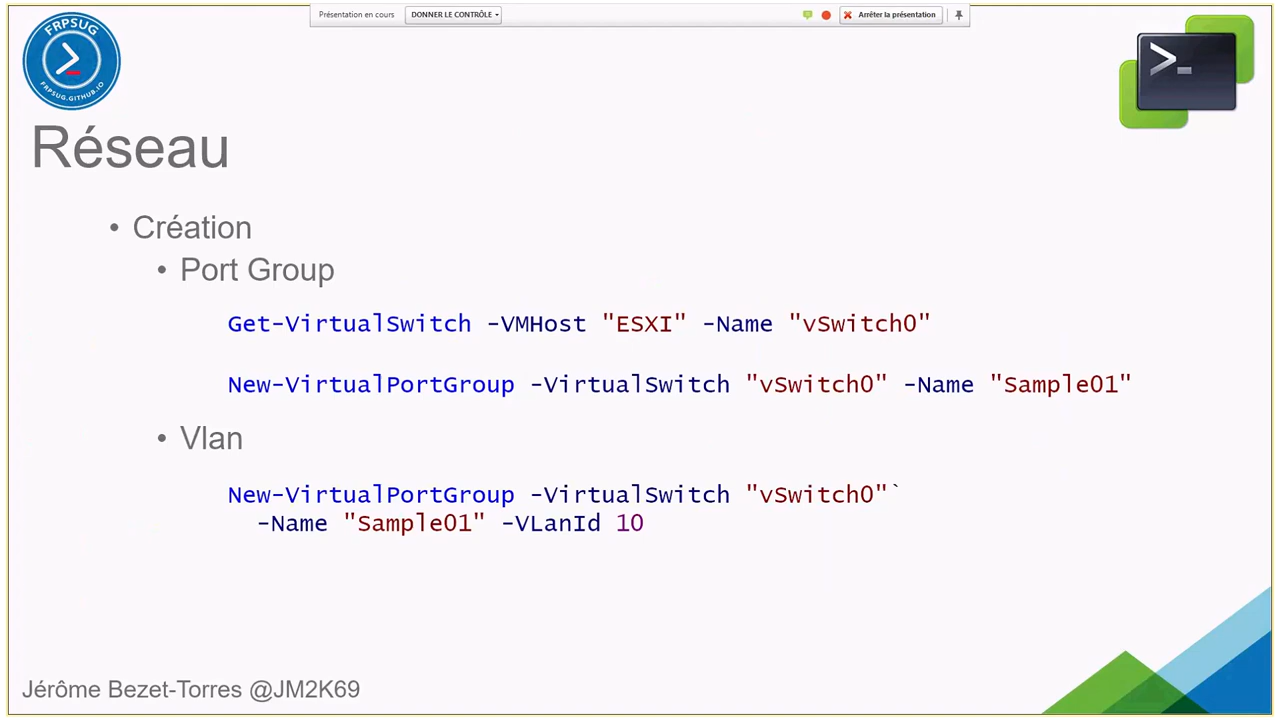 Présentation en cours
DONNER LE CONTRÔLE
Arrêter la présentation
FRPSUG
FRPSUG.GITHUB.IO
Réseau
• Création
• Port Group
Get-VirtualSwitch -VMHost "ESXI" -Name "vSwitch0"
New-VirtualPortGroup -VirtualSwitch "vSwitch0" -Name "Sample01"
• Vlan
New-VirtualPortGroup -VirtualSwitch "vSwitch0"`
-Name "Sample01" -VLanId 10
Jérôme Bezet-Torres @JM2K69